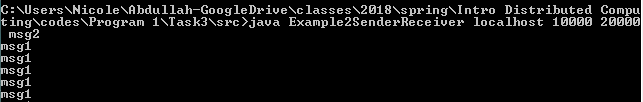 C:\Users\Nicole\Abdullah-GoogleDrive\classes\2018\spring\Intro Distributed Compu
ting\codes\Program 1\Task3\src>java Example2SenderReceiver localhost 10000 20000
 msg2
msg1
msg1
msg1
msg1
msg1